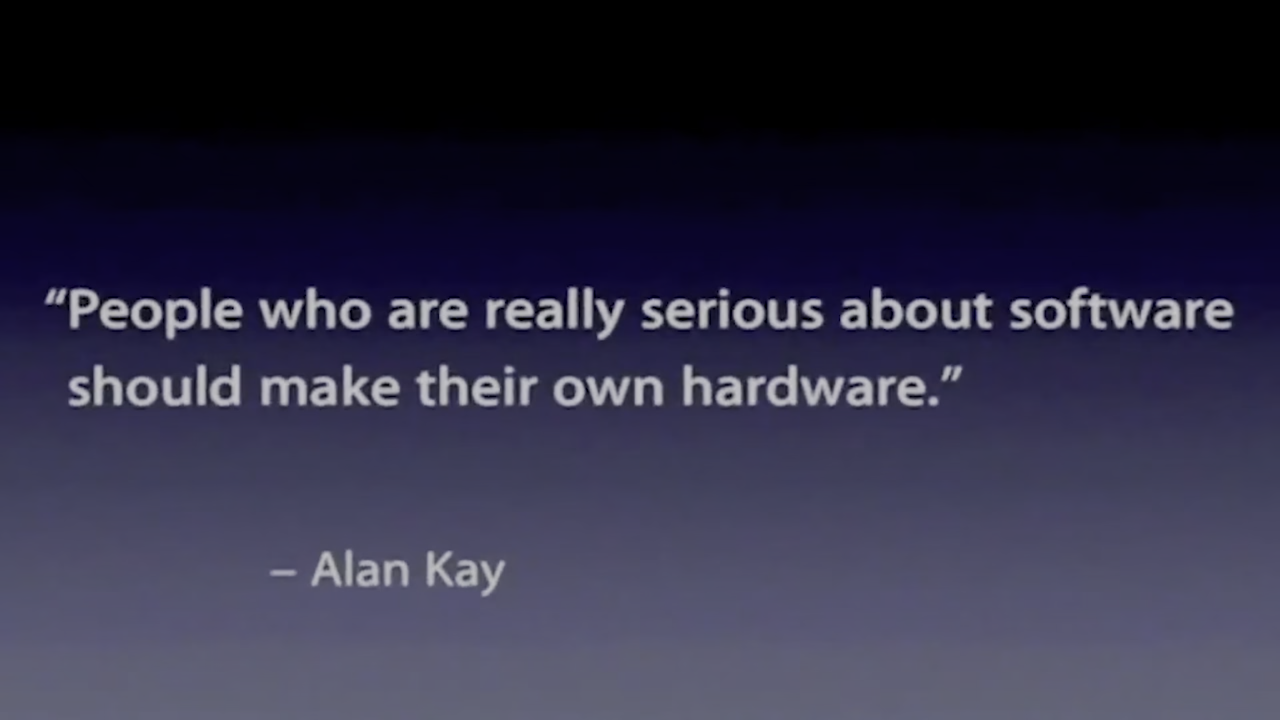 “People who are really serious about software
should make their own hardware.”
– Alan Kay